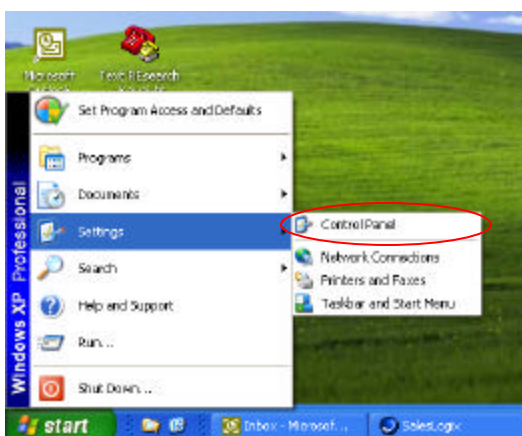 Microsoft
Text REsearch
Set Program Access and Defaults
Programs
Documents
Settings
Control Panel
Network Connections
Printers and Faxes
Taskbar and Start Menu
Search
Help and Support
Run...
Shut Down...
Windows XP Professional
start
Inbox - Microsof...
SalesLogix